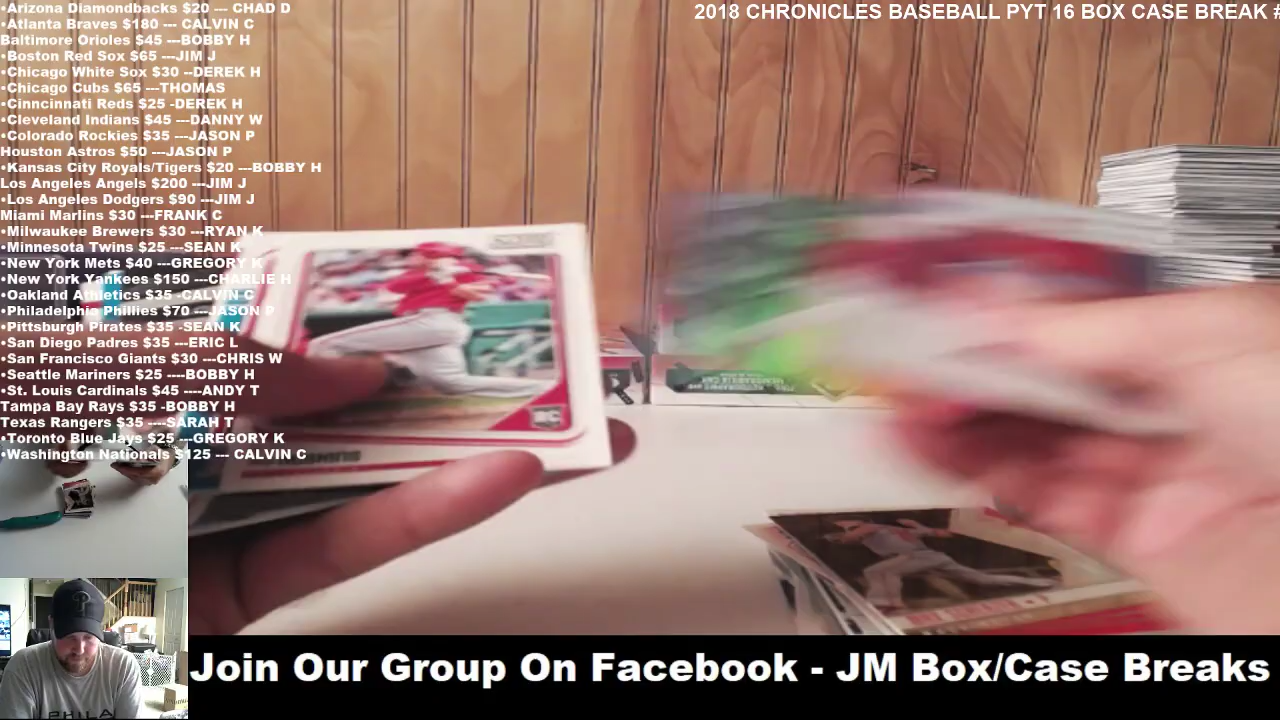 •Arizona Diamondbacks $20 --- CHAD D
•Atlanta Braves $180 --- CALVIN C
Baltimore Orioles $45 ---BOBBY H
•Boston Red Sox $65 ---JIM J
•Chicago White Sox $30 --DEREK H
•Chicago Cubs $65 ---THOMAS
•Cinncinnati Reds $25 -DEREK H
•Cleveland Indians $45 ---DANNY W
•Colorado Rockies $35 ---JASON P
Houston Astros $50 ---JASON P
•Kansas City Royals/Tigers $20 ---BOBBY H
Los Angeles Angels $200 ---JIM J
•Los Angeles Dodgers $90 ---JIM J
Miami Marlins $30 ---FRANK C
•Milwaukee Brewers $30 ---RYAN K
•Minnesota Twins $25 ---SEAN K
•New York Mets $40 ---GREGORY K
•New York Yankees $150 ---CHARLIE H
•Oakland Athletics $35 -CALVIN C
•Philadelphia Phillies $70 ---JASON P
•Pittsburgh Pirates $35 -SEAN K
•San Diego Padres $35 ---ERIC L
•San Francisco Giants $30 ---CHRIS W
•Seattle Mariners $25 ----BOBBY H
•St. Louis Cardinals $45 ----ANDY T
Tampa Bay Rays $35 -BOBBY H
Texas Rangers $35 ----SARAH T
•Toronto Blue Jays $25 ---GREGORY K
•Washington Nationals $125 --- CALVIN C
2018 CHRONICLES BASEBALL PYT 16 BOX CASE BREAK #
RC
Join Our Group On Facebook - JM Box/Case Breaks